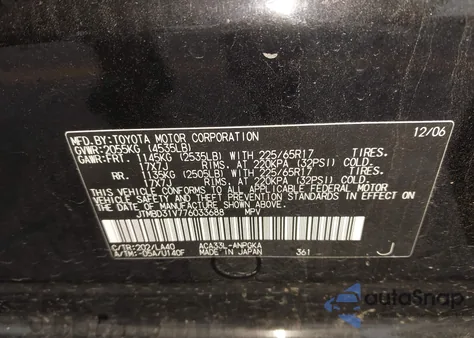 MFD.BY:TOYOTA MOTOR CORPORATION 12/06
GVWR:2055KG (4535LB)
GAWR:FRT. 1145KG (2535LB) WITH 225/65R17 TIRES.
17X7J RIMS. AT 220KPA (32PSI) COLD.
RR. 1135KG (2505LB) WITH 225/65R17 TIRES.
17X7J RIMS. AT 220KPA (32PSI) COLD.
THIS VEHICLE CONFORMS TO ALL APPLICABLE FEDERAL MOTOR
VEHICLE SAFETY STANDARDS IN EFFECT ON THE DATE OF
MANUFACTURE SHOWN ABOVE.
JTMBD31V776033688 MPV
C/TR:202/LA40 ACA33L-ANPGKA
A/TM:-05A/U140F MADE IN JAPAN 361 J
autoSnap